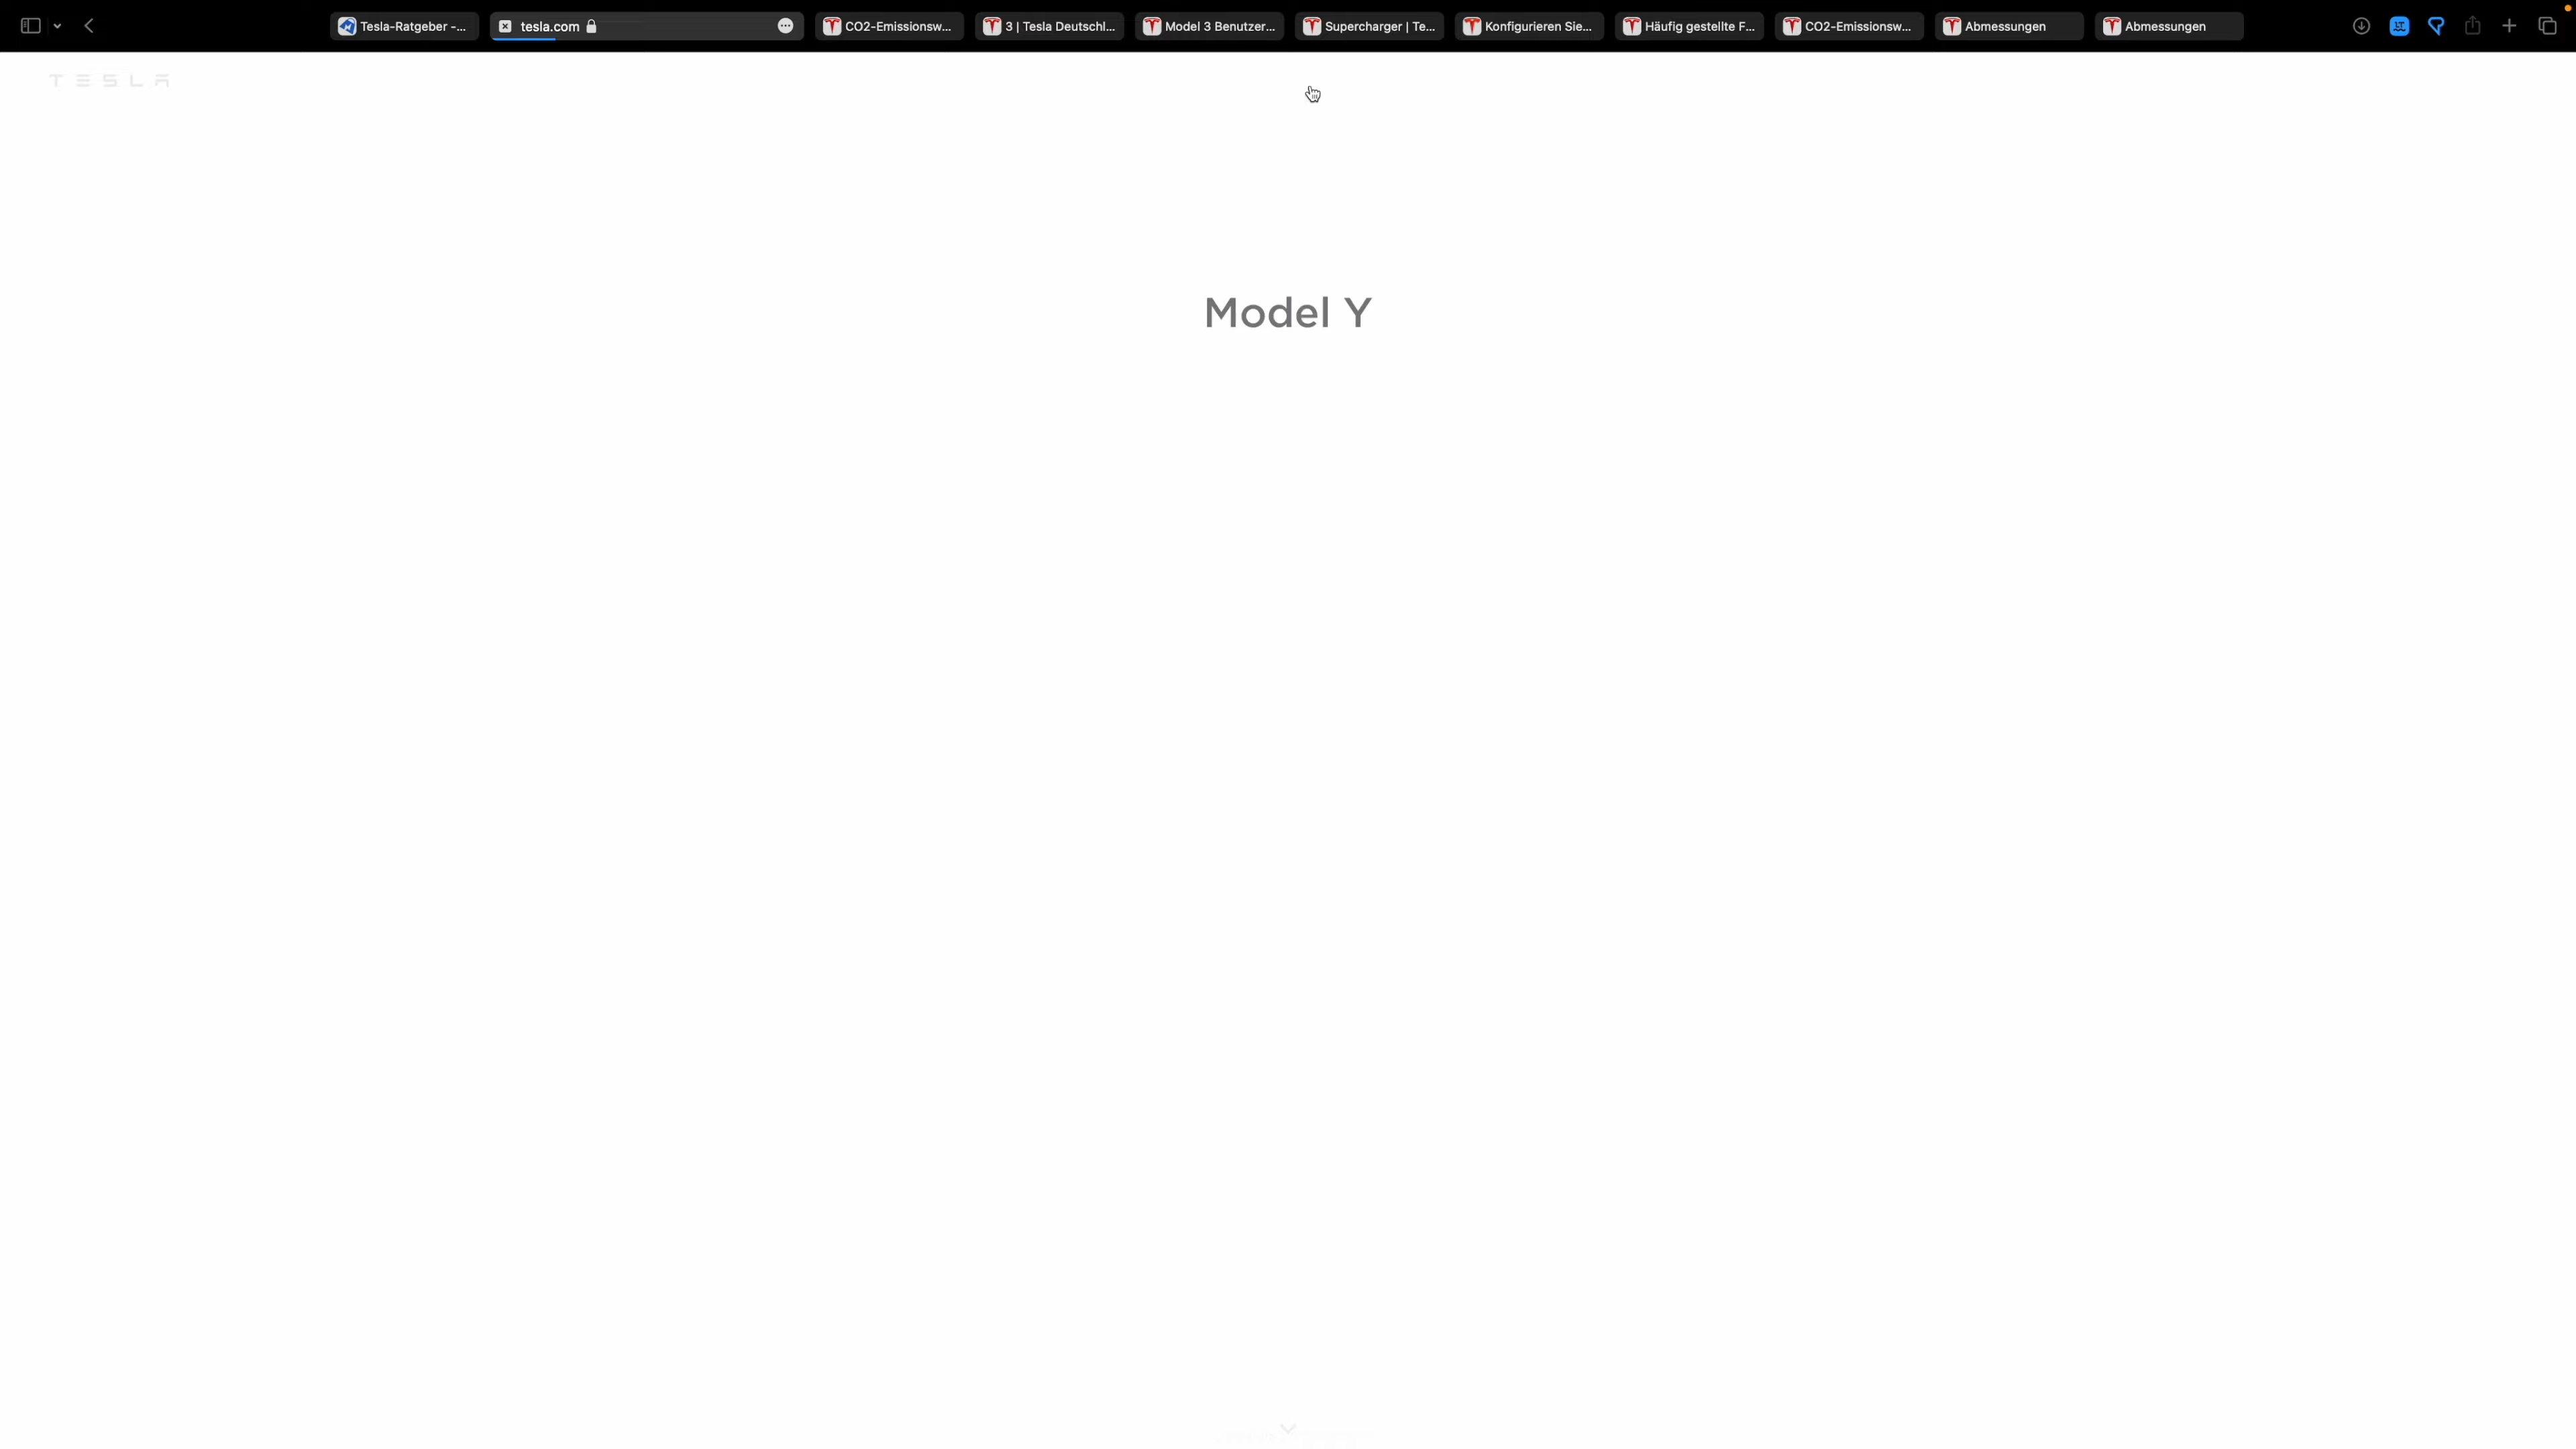 Tesla-Ratgeber -...
tesla.com
CO2-Emissionsw...
3 | Tesla Deutschl...
Model 3 Benutzer...
Supercharger | Te...
Konfigurieren Sie...
Häufig gestellte F...
CO2-Emissionsw...
Abmessungen
Abmessungen
LT
TESLA
Model Y